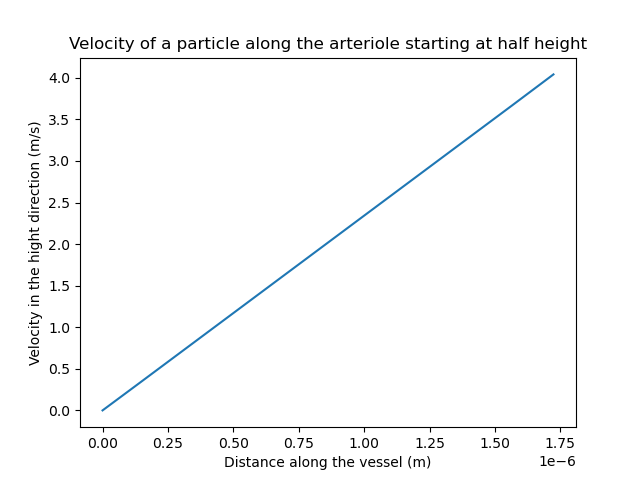 Velocity of a particle along the arteriole starting at half height
Velocity in the hight direction (m/s)
4.0
3.5
3.0
2.5
2.0
1.5
1.0
0.5
0.0
0.00 0.25 0.50 0.75 1.00 1.25 1.50 1.75
1e−6
Distance along the vessel (m)